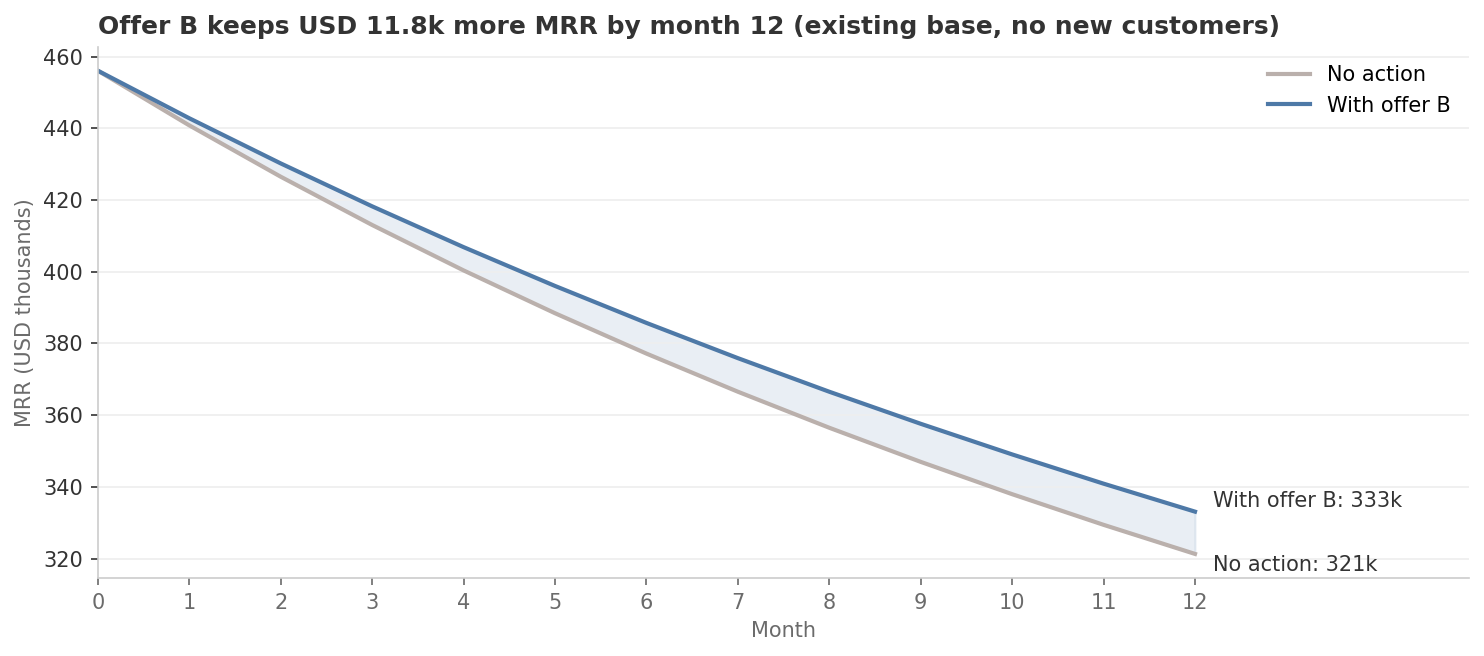 Offer B keeps USD 11.8k more MRR by month 12 (existing base, no new customers)
No action
With offer B
MRR (USD thousands)
460
440
420
400
380
360
340
320
With offer B: 333k
No action: 321k
0 1 2 3 4 5 6 7 8 9 10 11 12
Month